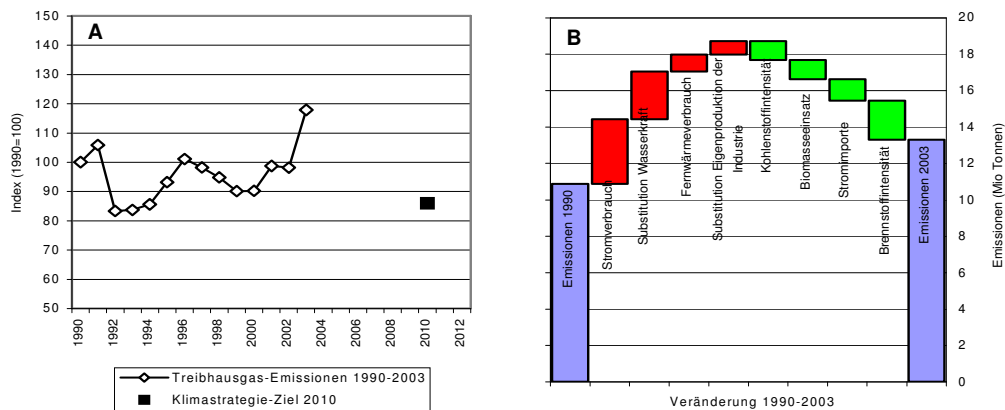 A
Index (1990=100)
150
140
130
120
110
100
90
80
70
60
50
1990
1992
1994
1996
1998
2000
2002
2004
2006
2008
2010
2012
Treibhausgas-Emissionen 1990-2003
Klimastrategie-Ziel 2010
B
Emissionen 1990
Stromverbrauch
Substitution Wasserkraft
Fernwärmeverbrauch
Substitution Eigenproduktion der
Industrie
Kohlenstoffintensität
Biomasseeinsatz
Stromimporte
Brennstoffintensität
Emissionen 2003
20
18
16
14
12
10
8
6
4
2
0
Emissionen (Mio Tonnen)
Veränderung 1990-2003